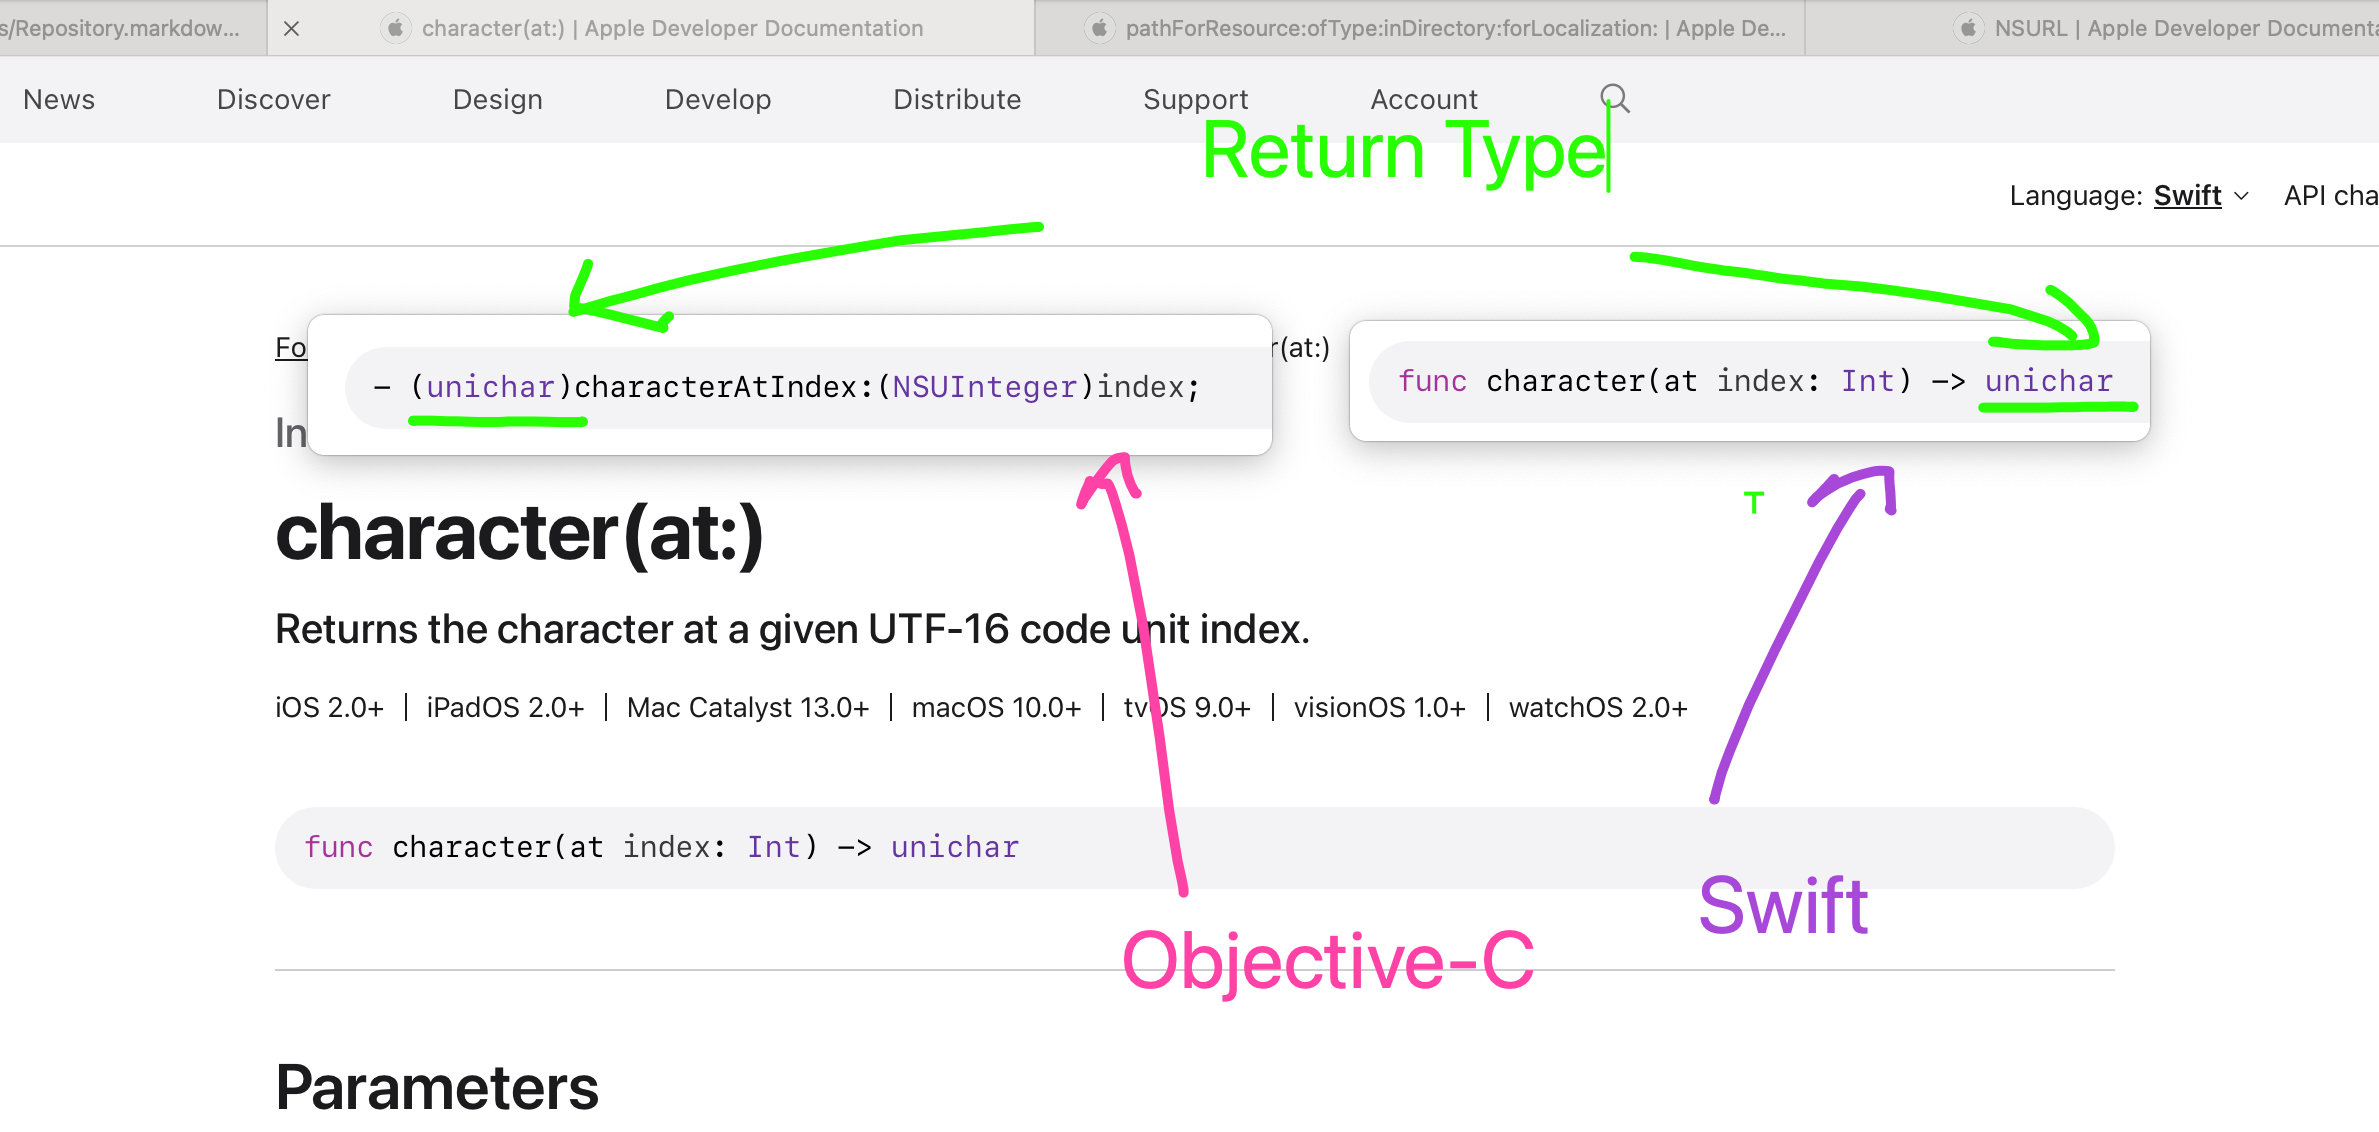 s/Repository.markdow...
character(at:) | Apple Developer Documentation
pathForResource:ofType:inDirectory:forLocalization: | Apple De...
NSURL | Apple Developer Documenta
News Discover Design Develop Distribute Support Account
Return Type
Language: Swift API cha
Fo
r(at:)
- (unichar)characterAtIndex:(NSUInteger)index;
func character(at index: Int) -> unichar
In
T
character(at:)
Returns the character at a given UTF-16 code unit index.
iOS 2.0+ | iPadOS 2.0+ | Mac Catalyst 13.0+ | macOS 10.0+ | tvOS 9.0+ | visionOS 1.0+ | watchOS 2.0+
func character(at index: Int) -> unichar
Swift
Objective-C
Parameters